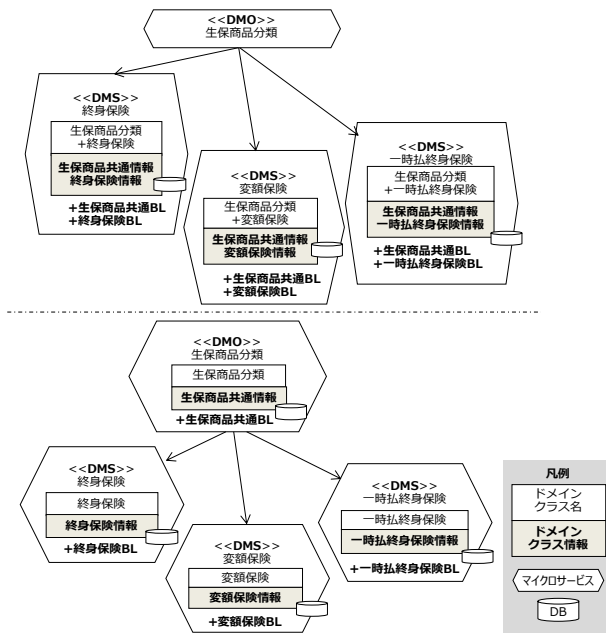 <<DMO>>
生保商品分類
<<DMS>>
終身保険
生保商品分類
+終身保険
生保商品共通情報
終身保険情報
+生保商品共通BL
+終身保険BL
<<DMS>>
変額保険
生保商品分類
+変額保険
生保商品共通情報
変額保険情報
+生保商品共通BL
+変額保険BL
<<DMS>>
一時払終身保険
生保商品分類
+一時払終身保険
生保商品共通情報
一時払終身保険情報
+生保商品共通BL
+一時払終身保険BL
<<DMO>>
生保商品分類
生保商品分類
生保商品共通情報
+生保商品共通BL
<<DMS>>
終身保険
終身保険
終身保険情報
+終身保険BL
<<DMS>>
変額保険
変額保険
変額保険情報
+変額保険BL
<<DMS>>
一時払終身保険
一時払終身保険
一時払終身保険情報
+一時払終身保険BL
凡例
ドメイン
クラス名
ドメイン
クラス情報
マイクロサービス
DB